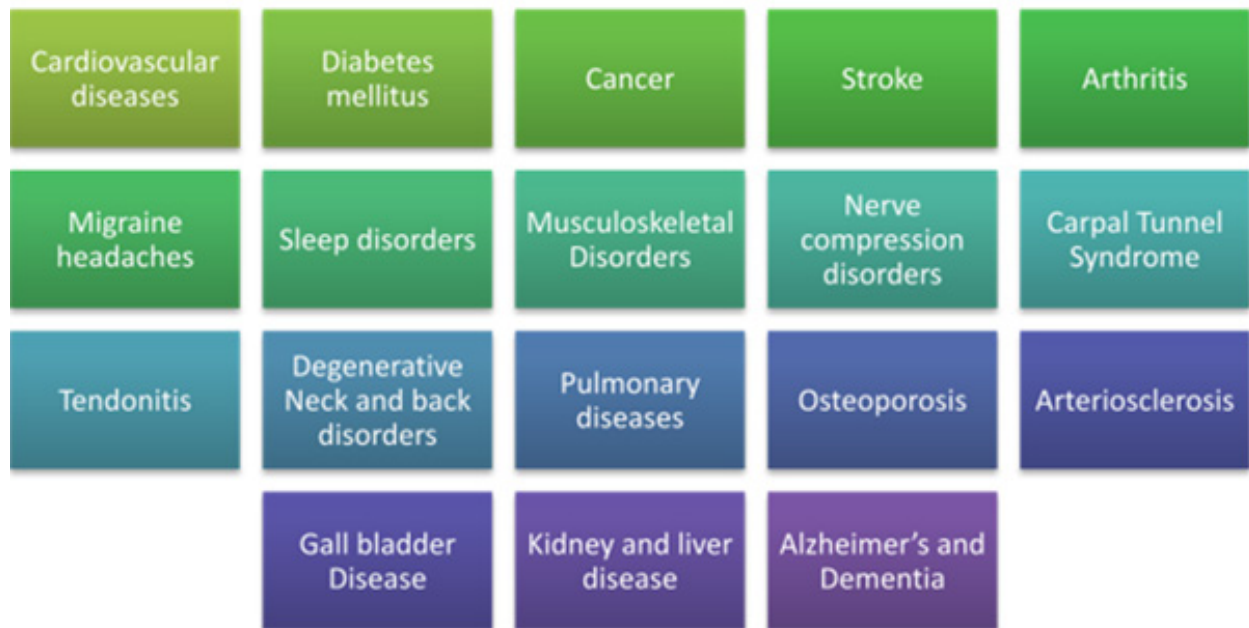 Cardiovascular
diseases
Diabetes
mellitus
Cancer
Stroke
Arthritis
Migraine
headaches
Sleep disorders
Musculoskeletal
Disorders
Nerve
compression
disorders
Carpal Tunnel
Syndrome
Tendonitis
Degenerative
Neck and back
disorders
Pulmonary
diseases
Osteoporosis
Arteriosclerosis
Gall bladder
Disease
Kidney and liver
disease
Alzheimer’s and
Dementia